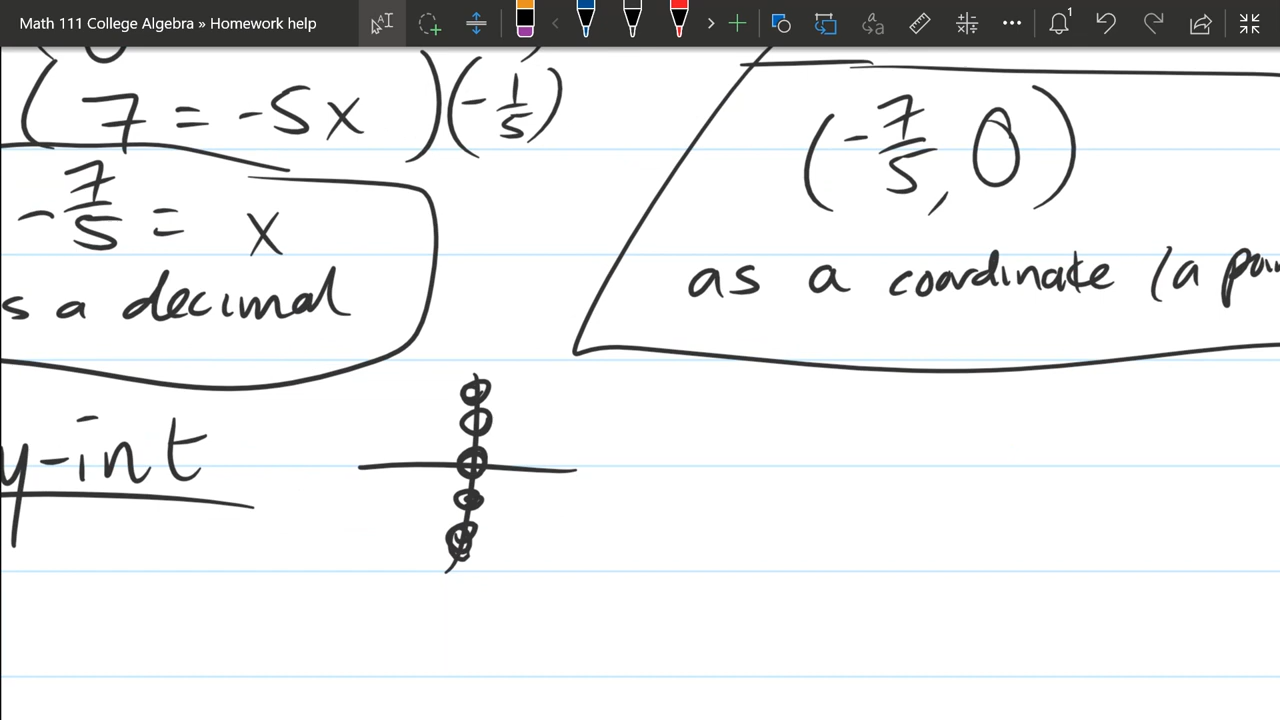 Math 111 College Algebra » Homework help
( 7 = -5x )(-1/5)
-7/5 = x
s a decimal
(-7/5, 0)
as a coordinate (a
y-int